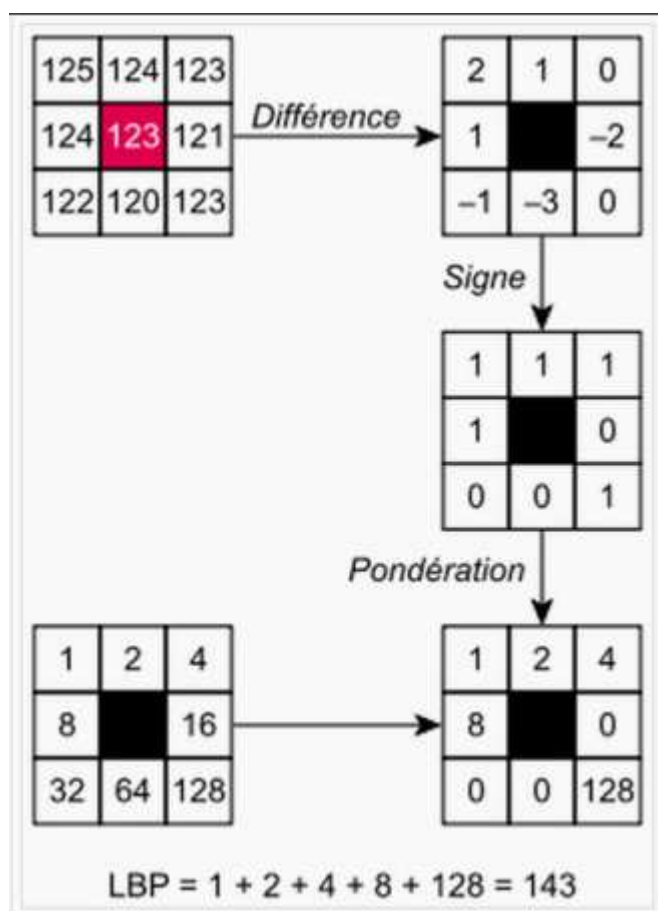 125 124 123
2 1 0
124 123 121
Différence
1 –2
122 120 123
–1 –3 0
Signe
1 1 1
1 0
0 0 1
Pondération
1 2 4
1 2 4
8 16
8 0
32 64 128
0 0 128
LBP = 1 + 2 + 4 + 8 + 128 = 143